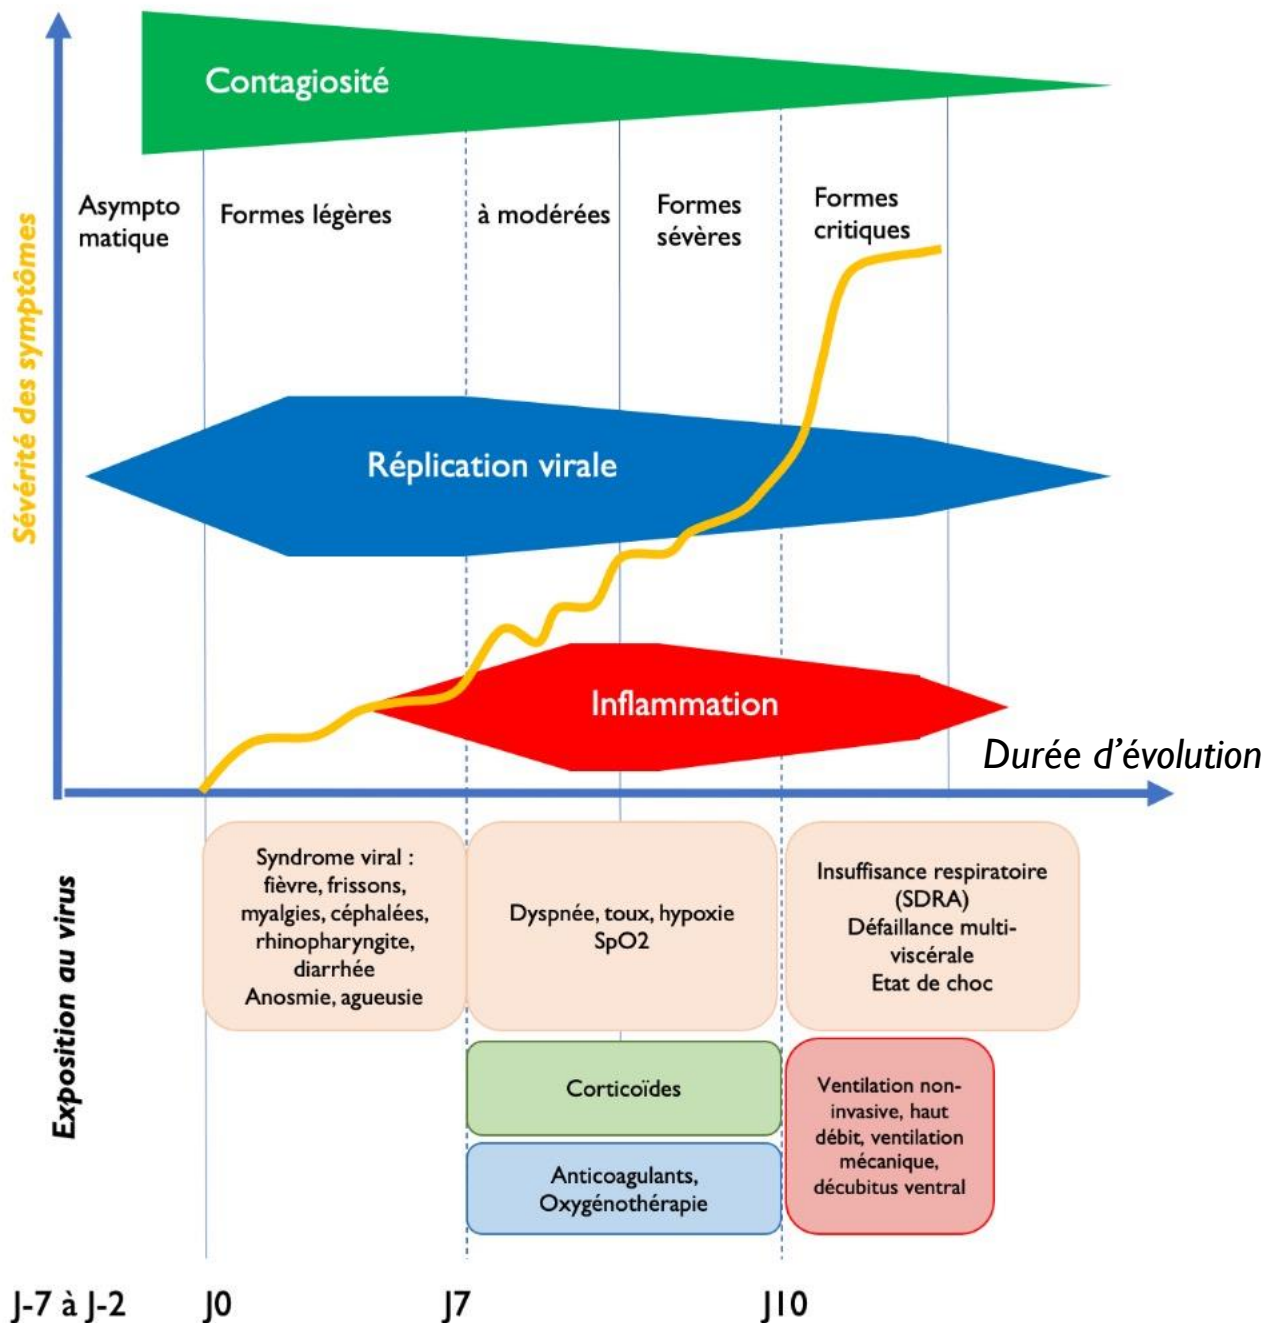 Contagiosité
Asympto
matique
Formes légères
à modérées
Formes
sévères
Formes
critiques
Sévérité des symptômes
Réplication virale
Inflammation
Durée d’évolution
Exposition au virus
Syndrome viral :
fièvre, frissons,
myalgies, céphalées,
rhinopharyngite,
diarrhée
Anosmie, agueusie
Dyspnée, toux, hypoxie
SpO2
Insuffisance respiratoire
(SDRA)
Défaillance multi-
viscérale
Etat de choc
Corticoïdes
Anticoagulants,
Oxygénothérapie
Ventilation non-
invasive, haut
débit, ventilation
mécanique,
décubitus ventral
J-7 à J-2
J0
J7
J10